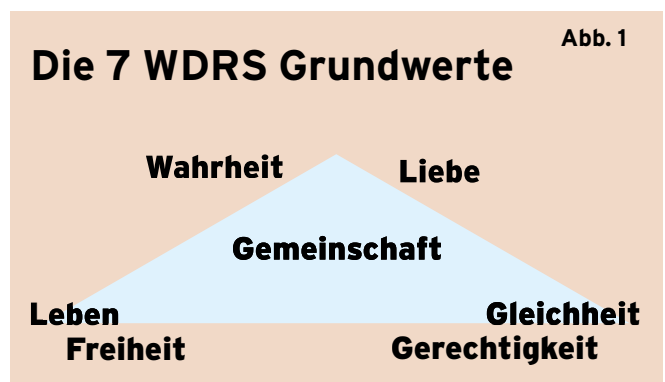 Abb. 1
Die 7 WDRS Grundwerte
Wahrheit Liebe
Gemeinschaft
Leben Gleichheit
Freiheit Gerechtigkeit